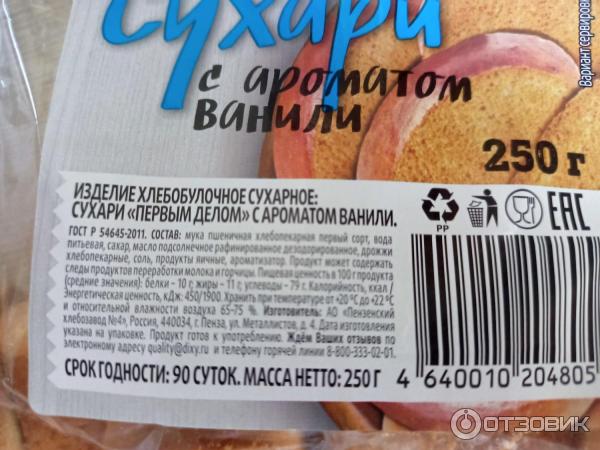 Сухари
с ароматом
ванили
Вариант сервировки
250 г
ИЗДЕЛИЕ ХЛЕБОБУЛОЧНОЕ СУХАРНОЕ:
СУХАРИ «ПЕРВЫМ ДЕЛОМ» С АРОМАТОМ ВАНИЛИ.
ГОСТ Р 54645-2011. СОСТАВ: мука пшеничная хлебопекарная первый сорт, вода
питьевая, сахар, масло подсолнечное рафинированное дезодорированное, дрожжи
хлебопекарные, соль, продукты яичные, ароматизатор. Продукт может содержать
следы продуктов переработки молока и горчицы. Пищевая ценность в 100 г продукта
(средние значения): белки – 10 г; жиры – 11 г; углеводы – 79 г. Калорийность, ккал /
Энергетическая ценность, кДж: 450/1900. Хранить при температуре от +20 °С до +22 °С
и относительной влажности воздуха 65-75 %. Изготовитель: АО «Пензенский
хлебозавод №4», Россия, 440034, г. Пенза, ул. Металлистов, д. 4. Дата изготовления
указана на упаковке. Продукт готов к употреблению. Ждём Ваших отзывов по
электронному адресу quality@dixy.ru и телефону горячей линии 8-800-333-02-01.
СРОК ГОДНОСТИ: 90 СУТОК. МАССА НЕТТО: 250 Г
PP
EAC
4 640010 204805
ОТЗОВИК